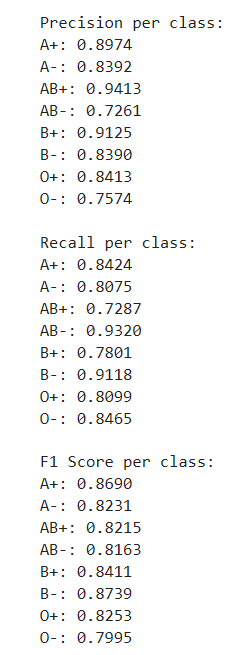 Precision per class:
A+: 0.8974
A-: 0.8392
AB+: 0.9413
AB-: 0.7261
B+: 0.9125
B-: 0.8390
O+: 0.8413
O-: 0.7574
Recall per class:
A+: 0.8424
A-: 0.8075
AB+: 0.7287
AB-: 0.9320
B+: 0.7801
B-: 0.9118
O+: 0.8099
O-: 0.8465
F1 Score per class:
A+: 0.8690
A-: 0.8231
AB+: 0.8215
AB-: 0.8163
B+: 0.8411
B-: 0.8739
O+: 0.8253
O-: 0.7995